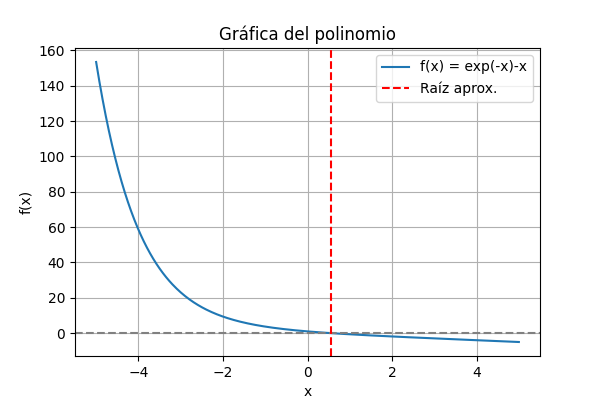 Gráfica del polinomio
f(x) = exp(-x)-x
Raíz aprox.
160
140
120
100
80
60
40
20
0
f(x)
−4
−2
0
2
4
x